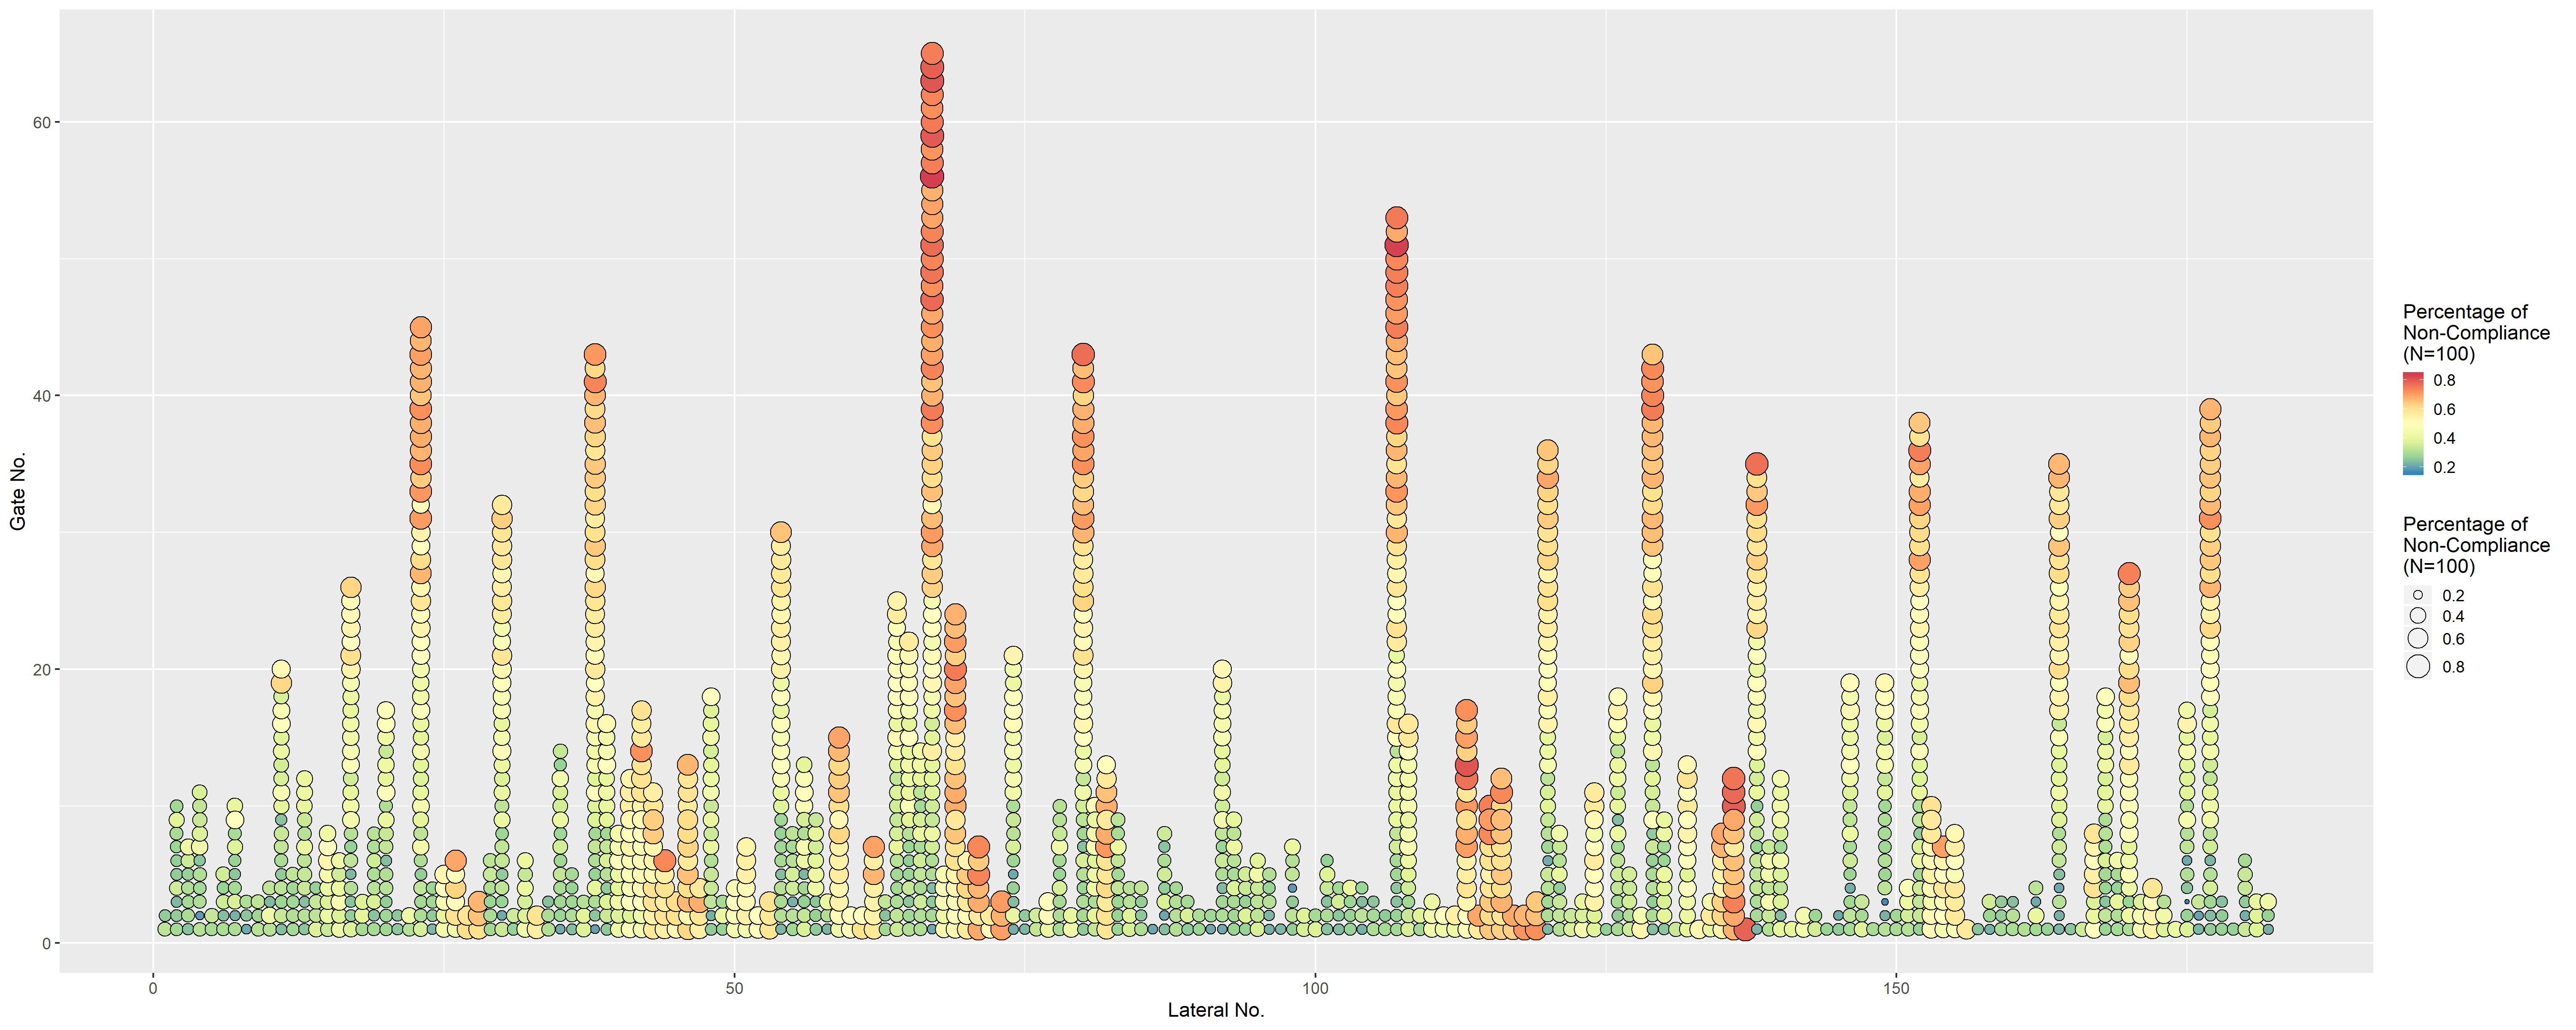 60
40
20
0
Gate No.
0
50
100
150
Lateral No.
Percentage of
Non-Compliance
(N=100)
0.8
0.6
0.4
0.2
Percentage of
Non-Compliance
(N=100)
0.2
0.4
0.6
0.8